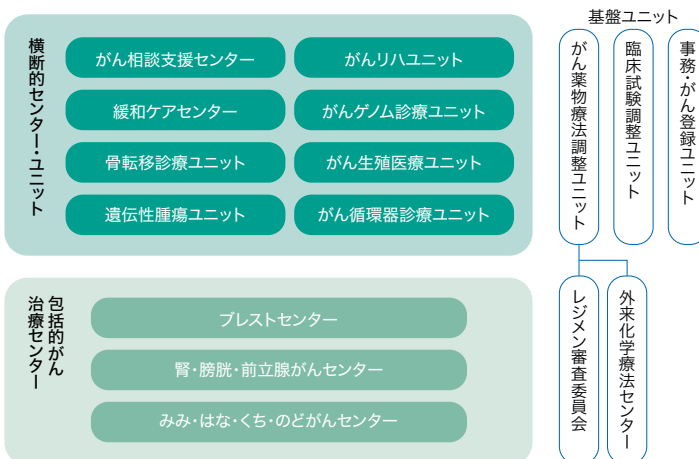 横断的センター・ユニット
がん相談支援センター
がんリハユニット
緩和ケアセンター
がんゲノム診療ユニット
骨転移診療ユニット
がん生殖医療ユニット
遺伝性腫瘍ユニット
がん循環器診療ユニット
包括的がん
治療センター
ブレストセンター
腎・膀胱・前立腺がんセンター
みみ・はな・くち・のどがんセンター
基盤ユニット
がん薬物療法調整ユニット
臨床試験調整ユニット
事務・がん登録ユニット
レジメン審査委員会
外来化学療法センター